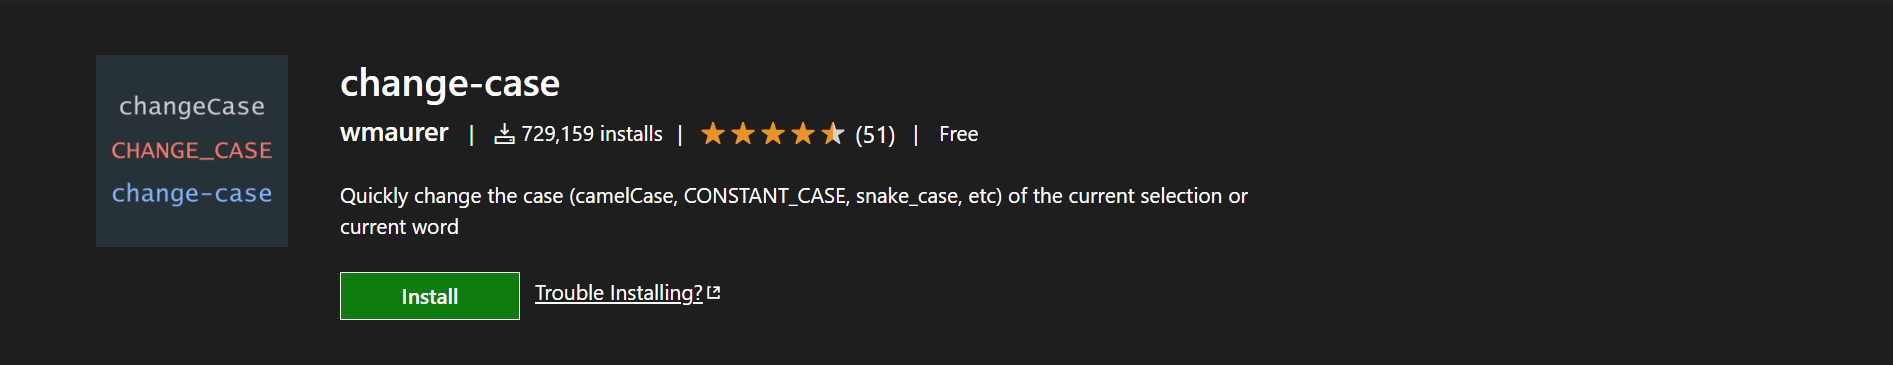 changeCase
CHANGE_CASE
change-case
change-case
wmaurer | 729,159 installs | (51) | Free
Quickly change the case (camelCase, CONSTANT_CASE, snake_case, etc) of the current selection or
current word
Install
Trouble Installing?